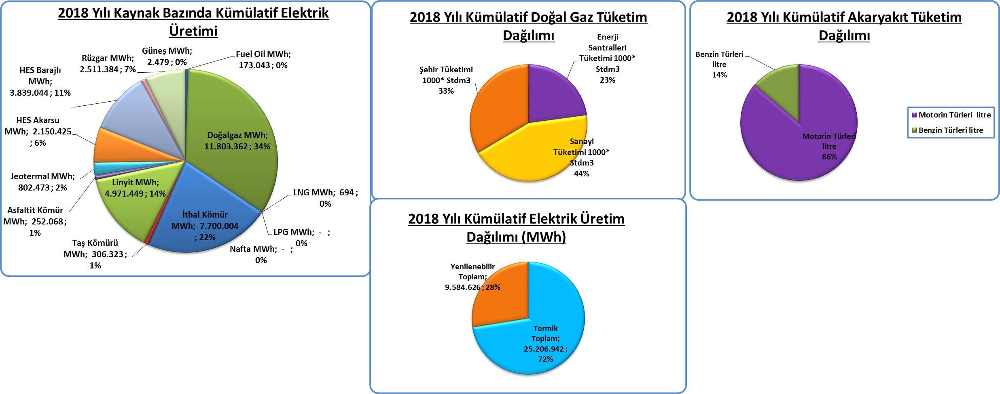 2018 Yılı Kaynak Bazında Kümülatif Elektrik
Üretimi
Güneş MWh;
2.479 ; 0%
Fuel Oil MWh;
173.043 ; 0%
Rüzgar MWh;
2.511.384 ; 7%
HES Barajlı
MWh;
3.839.044 ; 11%
HES Akarsu
MWh;  2.150.425
; 6%
Doğalgaz MWh;
11.803.362 ; 34%
Jeotermal MWh;
802.473 ; 2%
Linyit MWh;
4.971.449 ; 14%
LNG MWh;  694 ;
0%
Asfaltit Kömür
MWh;  252.068 ;
1%
İthal Kömür
MWh;  7.700.004
; 22%
LPG MWh;  -   ;
0%
Taş Kömürü
MWh;  306.323 ;
1%
Nafta MWh;  -   ;
0%
2018 Yılı Kümülatif Doğal Gaz Tüketim
Dağılımı
Enerji
Santralleri
Tüketimi 1000*
Stdm3
23%
Şehir Tüketimi
1000* Stdm3
33%
Sanayi
Tüketimi 1000*
Stdm3
44%
2018 Yılı Kümülatif Akaryakıt Tüketim
Dağılımı
Benzin Türleri
litre
14%
Motorin Türleri
litre
86%
Motorin Türleri  litre
Benzin Türleri litre
2018 Yılı Kümülatif Elektrik Üretim
Dağılımı (MWh)
Yenilenebilir
Toplam;
9.584.626 ; 28%
Termik
Toplam;
25.206.942 ;
72%